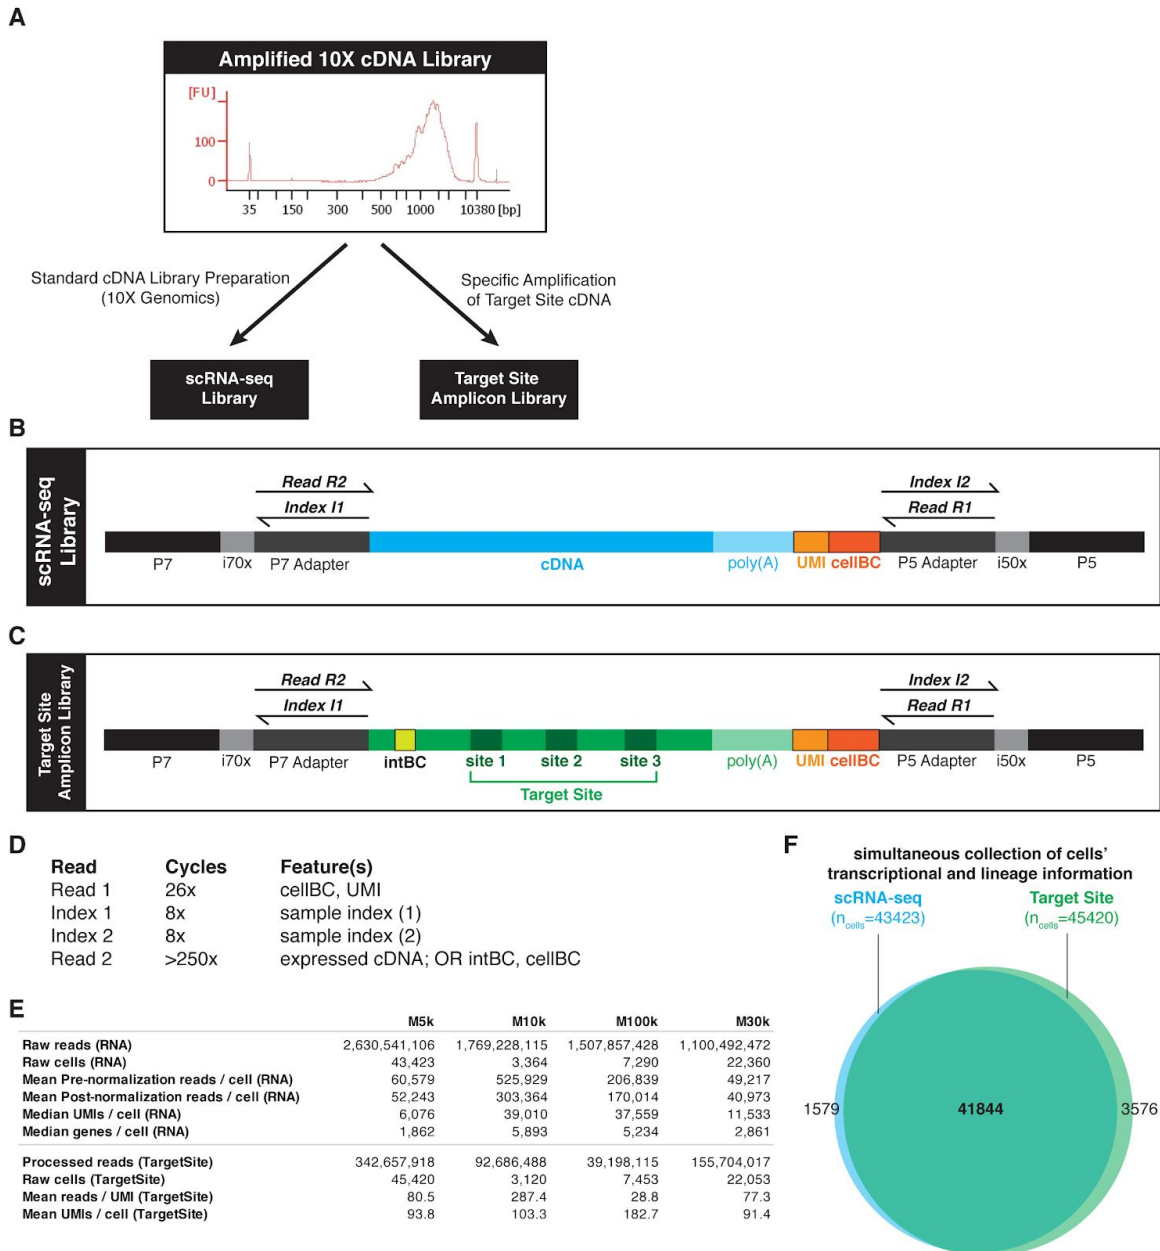 A
Amplified 10X cDNA Library
[FU]
100
0
35 150 300 500 1000 10380 [bp]
Standard cDNA Library Preparation
(10X Genomics)
Specific Amplification
of Target Site cDNA
scRNA-seq
Library
Target Site
Amplicon Library
B
scRNA-seq
Library
Read R2
Index I1
Index I2
Read R1
P7 i70x P7 Adapter cDNA poly(A) UMI cellBC P5 Adapter i50x P5
C
Target Site
Amplicon Library
Read R2
Index I1
Index I2
Read R1
P7 i70x P7 Adapter intBC site 1 site 2 site 3 poly(A) UMI cellBC P5 Adapter i50x P5
Target Site
D
Read Cycles Feature(s)
Read 1 26x cellBC, UMI
Index 1 8x sample index (1)
Index 2 8x sample index (2)
Read 2 >250x expressed cDNA; OR intBC, cellBC
E
M5k M10k M100k M30k
Raw reads (RNA) 2,630,541,106 1,769,228,115 1,507,857,428 1,100,492,472
Raw cells (RNA) 43,423 3,364 7,290 22,360
Mean Pre-normalization reads / cell (RNA) 60,579 525,929 206,839 49,217
Mean Post-normalization reads / cell (RNA) 52,243 303,364 170,014 40,973
Median UMIs / cell (RNA) 6,076 39,010 37,559 11,533
Median genes / cell (RNA) 1,862 5,893 5,234 2,861
Processed reads (TargetSite) 342,657,918 92,686,488 39,198,115 155,704,017
Raw cells (TargetSite) 45,420 3,120 7,453 22,053
Mean reads / UMI (TargetSite) 80.5 287.4 28.8 77.3
Mean UMIs / cell (TargetSite) 93.8 103.3 182.7 91.4
F
simultaneous collection of cells'
transcriptional and lineage information
scRNA-seq
(ncells=43423)
Target Site
(ncells=45420)
1579 41844 3576